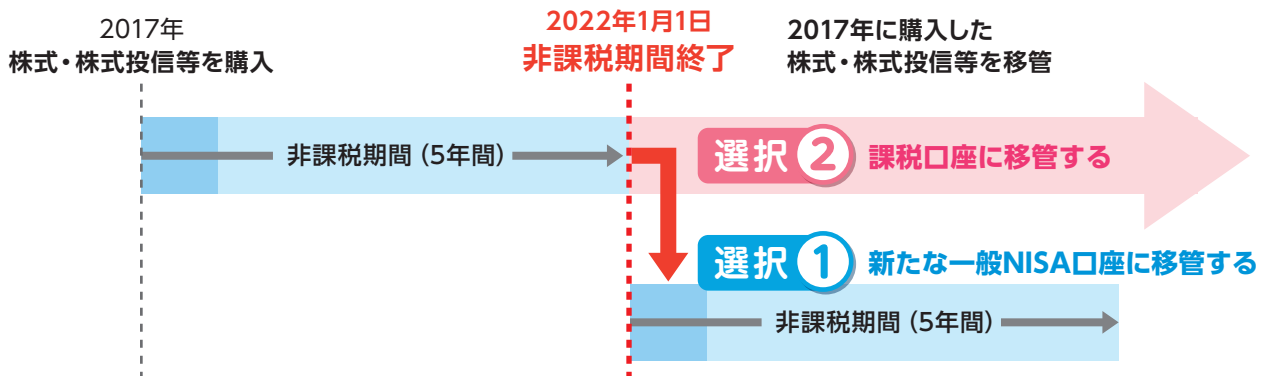 2017年
株式・株式投信等を購入
2022年1月1日
非課税期間終了
2017年に購入した
株式・株式投信等を移管
非課税期間（5年間）
選択 2 課税口座に移管する
選択 1 新たな一般NISA口座に移管する
非課税期間（5年間）